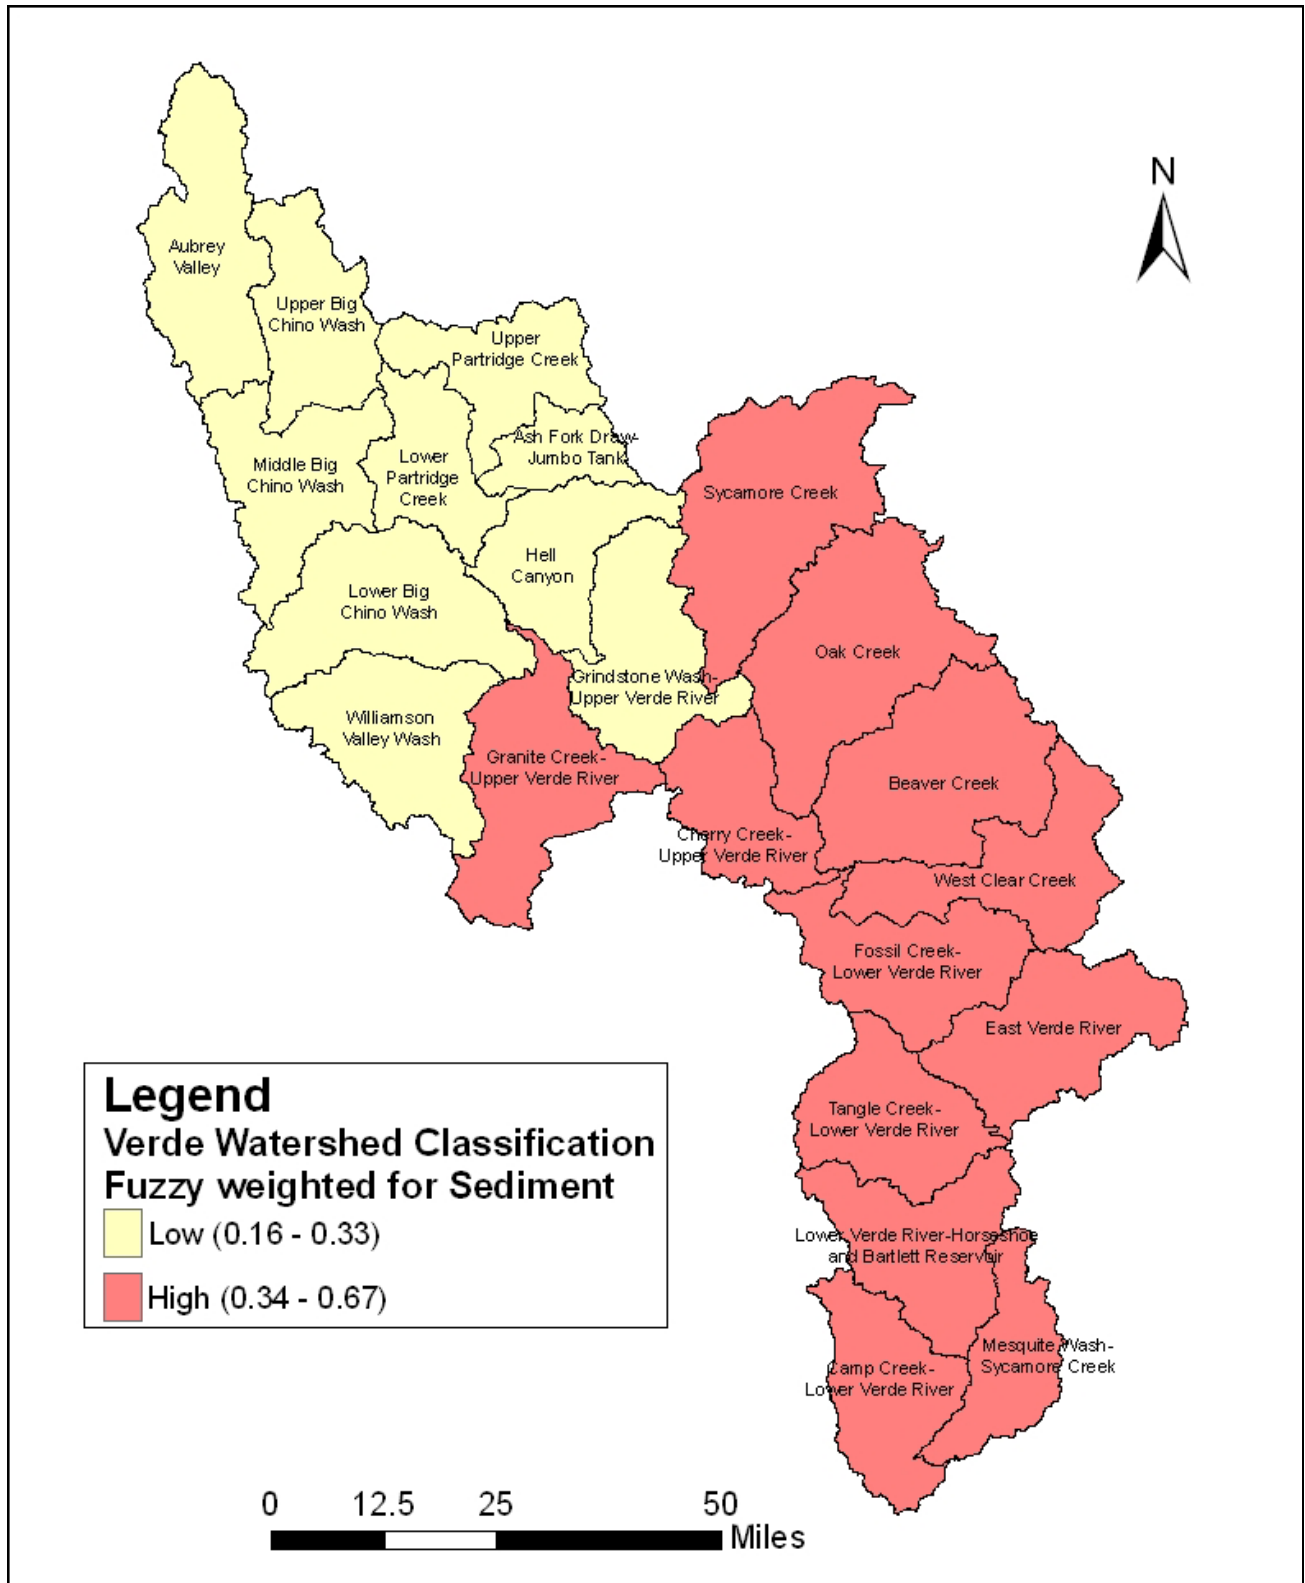 N
Aubrey
Valley
Upper Big
Chino Wash
Upper
Partridge Creek
Ash Fork Draw-
Jumbo Tank
Middle Big
Chino Wash
Lower
Partridge
Creek
Sycamore Creek
Hell
Canyon
Lower Big
Chino Wash
Oak Creek
Grindstone Wash-
Upper Verde River
Williamson
Valley Wash
Granite Creek-
Upper Verde River
Beaver Creek
Cherry Creek-
Upper Verde River
West Clear Creek
Fossil Creek-
Lower Verde River
East Verde River
Tangle Creek-
Lower Verde River
Lower Verde River-Horseshoe
and Bartlett Reservoir
Mesquite Wash-
Sycamore Creek
Camp Creek-
Lower Verde River
Legend
Verde Watershed Classification
Fuzzy weighted for Sediment
Low (0.16 - 0.33)
High (0.34 - 0.67)
0 12.5 25 50
Miles